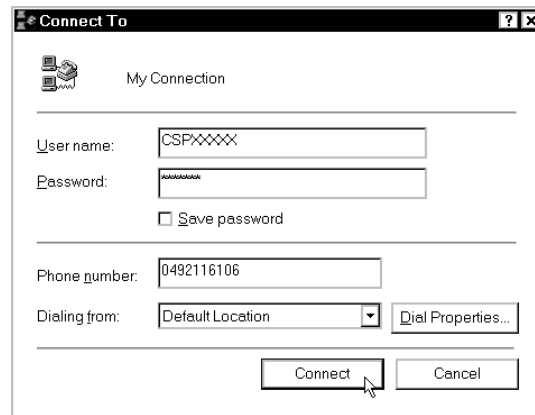 Connect To
My Connection
User name: CSPXXXXX
Password: *******
Save password
Phone number: 0492116106
Dialing from: Default Location Dial Properties...
Connect Cancel